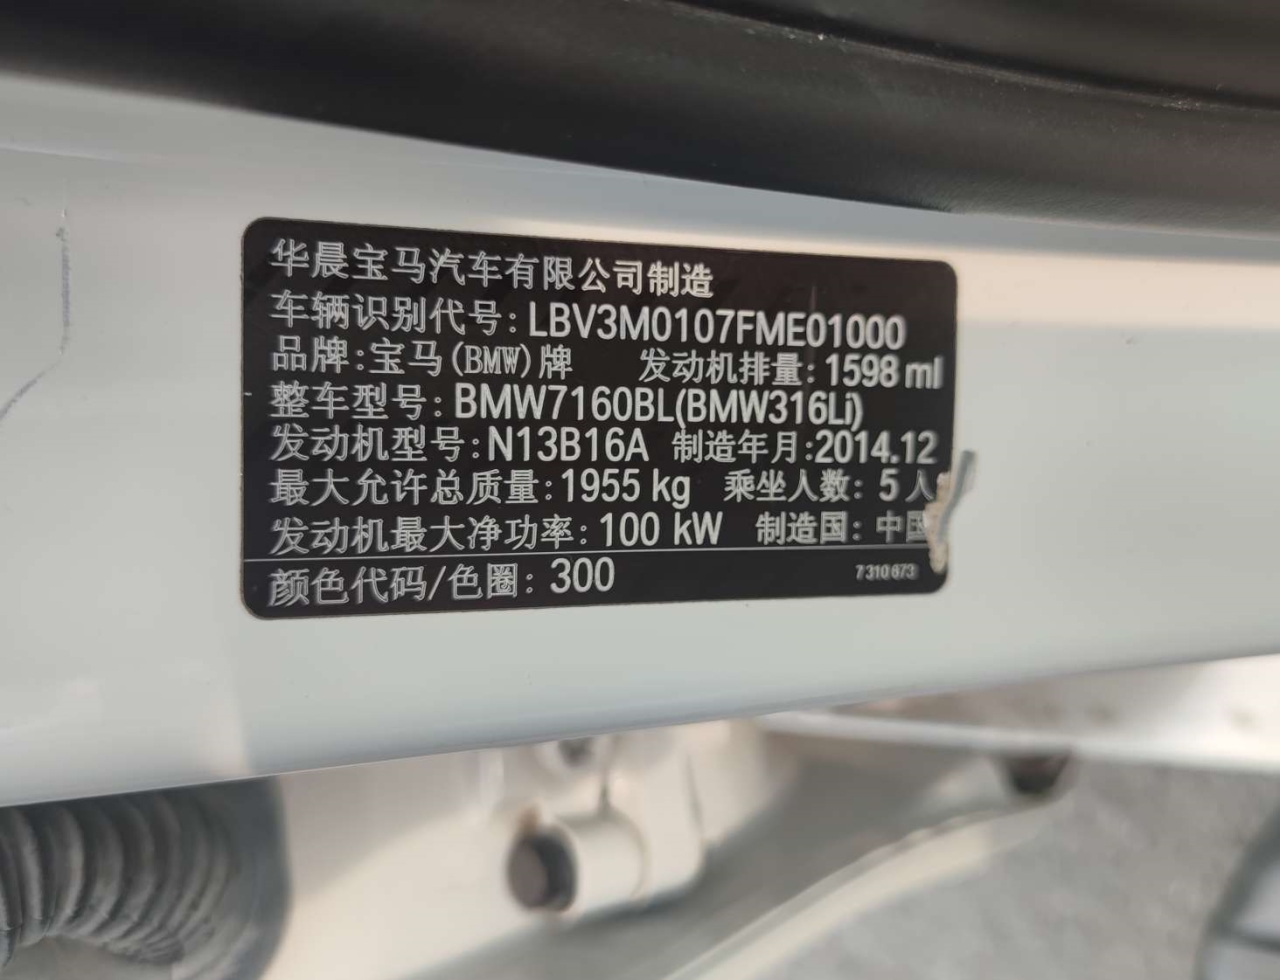 华晨宝马汽车有限公司制造
车辆识别代号: LBV3M0107FME01000
品牌:宝马(BMW)牌 发动机排量: 1598 ml
整车型号: BMW7160BL(BMW316Li)
发动机型号: N13B16A 制造年月:2014.12
最大允许总质量: 1955 kg 乘坐人数: 5 人
发动机最大净功率: 100 kW 制造国: 中国
颜色代码/色圈: 300 7310673